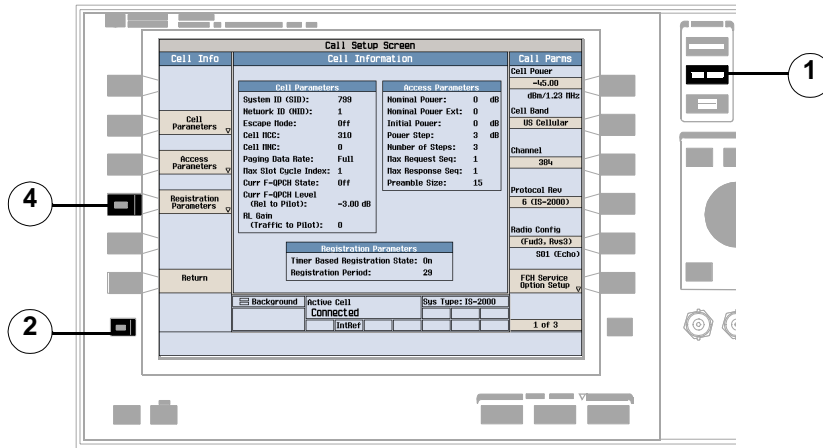 Call Setup Screen
Cell Info
Cell Information
Call Parms
Cell Parameters
System ID (SID): 799
Network ID (NID): 1
Escape Mode: Off
Cell MCC: 310
Cell MNC: 0
Paging Data Rate: Full
Max Slot Cycle Index: 1
Curr F-QPCH State: Off
Curr F-QPCH Level
(Rel to Pilot): -3.00 dB
RL Gain
(Traffic to Pilot): 0
Access Parameters
Nominal Power: 0 dB
Nominal Power Ext: 0
Initial Power: 0 dB
Power Step: 3 dB
Number of Steps: 3
Max Request Seq: 1
Max Response Seq: 1
Preamble Size: 15
Registration Parameters
Timer Based Registration State: On
Registration Period: 29
Cell
Parameters
Access
Parameters
Registration
Parameters
Return
Cell Power
-45.00
dBm/1.23 MHz
Cell Band
US Cellular
Channel
384
Protocol Rev
6 (IS-2000)
Radio Config
(Fwd3, Rvs3)
SO1 (Echo)
FCH Service
Option Setup
1 of 3
Background
Active Cell
Connected
Sys Type: IS-2000
IntRef
1
4
2